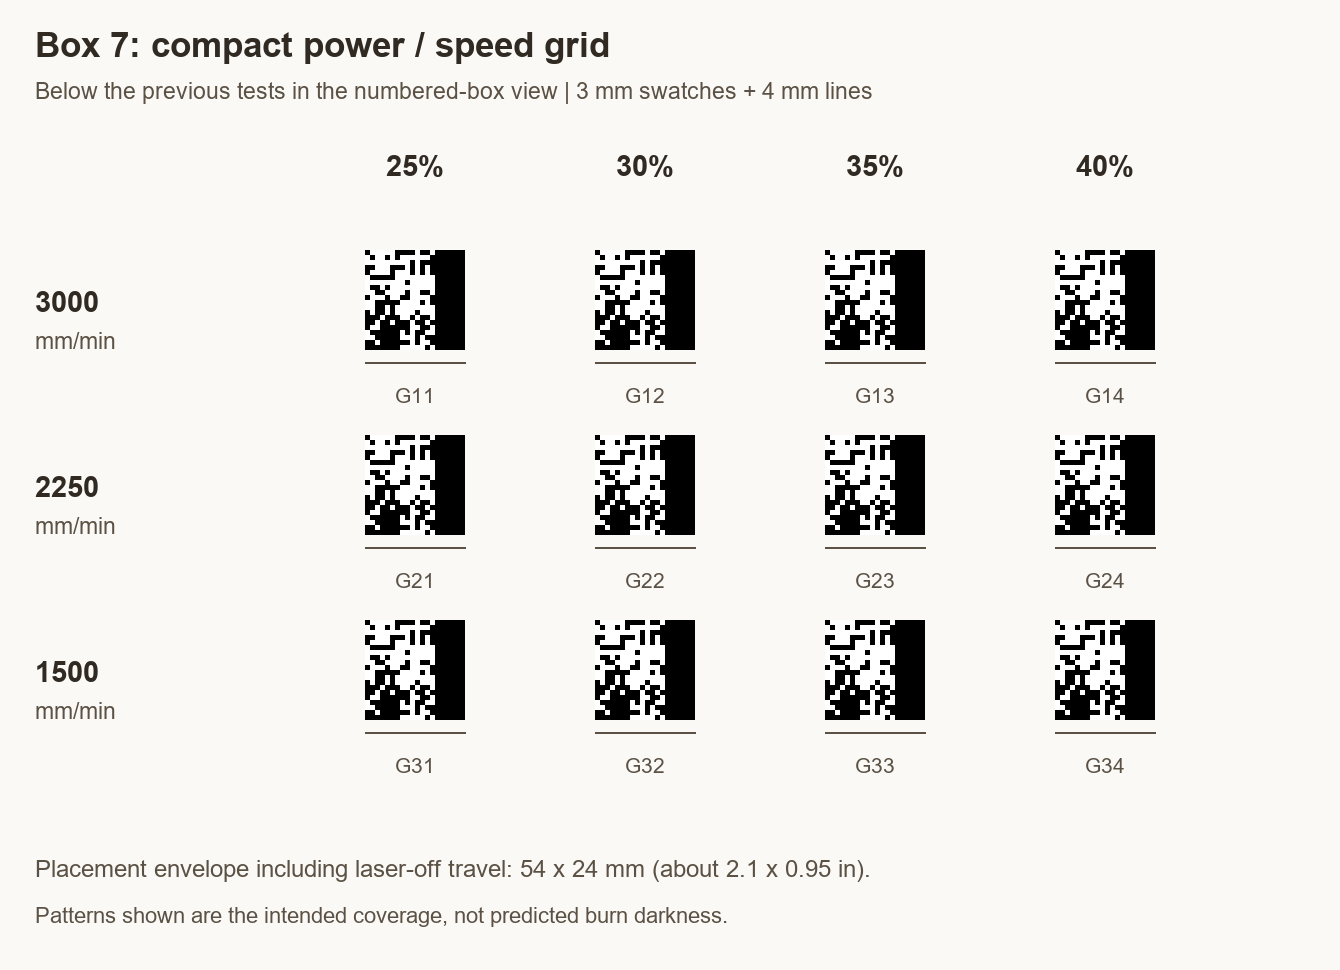 Box 7: compact power / speed grid
Below the previous tests in the numbered-box view | 3 mm swatches + 4 mm lines
25% 30% 35% 40%
3000
mm/min
G11 G12 G13 G14
2250
mm/min
G21 G22 G23 G24
1500
mm/min
G31 G32 G33 G34
Placement envelope including laser-off travel: 54 x 24 mm (about 2.1 x 0.95 in).
Patterns shown are the intended coverage, not predicted burn darkness.